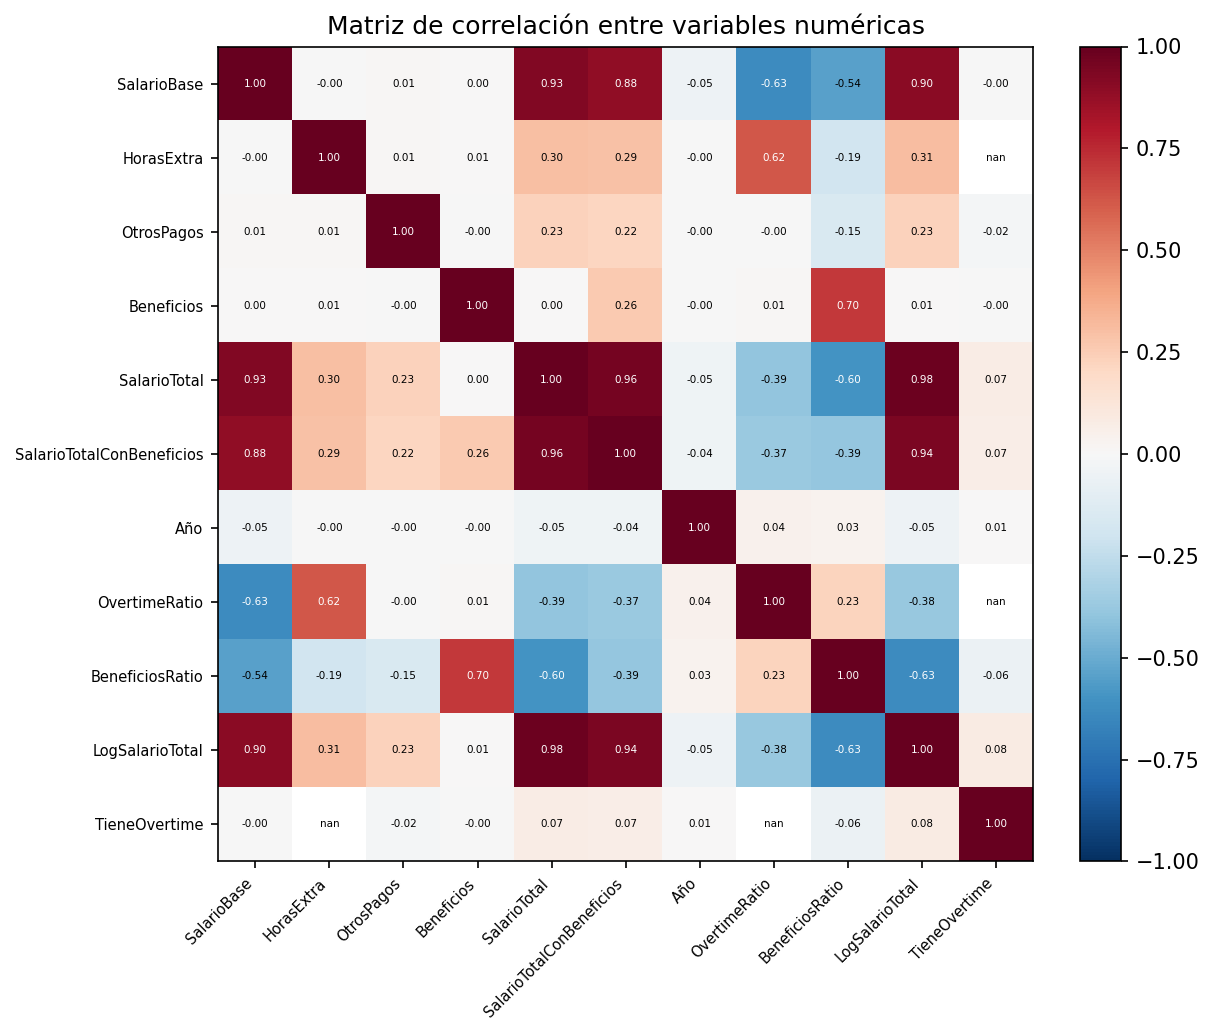 Matriz de correlación entre variables numéricas
SalarioBase 1.00 -0.00 0.01 0.00 0.93 0.88 -0.05 -0.63 -0.54 0.90 -0.00
HorasExtra -0.00 1.00 0.01 0.01 0.30 0.29 -0.00 0.62 -0.19 0.31 nan
OtrosPagos 0.01 0.01 1.00 -0.00 0.23 0.22 -0.00 -0.00 -0.15 0.23 -0.02
Beneficios 0.00 0.01 -0.00 1.00 0.00 0.26 -0.00 0.01 0.70 0.01 -0.00
SalarioTotal 0.93 0.30 0.23 0.00 1.00 0.96 -0.05 -0.39 -0.60 0.98 0.07
SalarioTotalConBeneficios 0.88 0.29 0.22 0.26 0.96 1.00 -0.04 -0.37 -0.39 0.94 0.07
Año -0.05 -0.00 -0.00 -0.00 -0.05 -0.04 1.00 0.04 0.03 -0.05 0.01
OvertimeRatio -0.63 0.62 -0.00 0.01 -0.39 -0.37 0.04 1.00 0.23 -0.38 nan
BeneficiosRatio -0.54 -0.19 -0.15 0.70 -0.60 -0.39 0.03 0.23 1.00 -0.63 -0.06
LogSalarioTotal 0.90 0.31 0.23 0.01 0.98 0.94 -0.05 -0.38 -0.63 1.00 0.08
TieneOvertime -0.00 nan -0.02 -0.00 0.07 0.07 0.01 nan -0.06 0.08 1.00
SalarioBase
HorasExtra
OtrosPagos
Beneficios
SalarioTotal
SalarioTotalConBeneficios
Año
OvertimeRatio
BeneficiosRatio
LogSalarioTotal
TieneOvertime
1.00
0.75
0.50
0.25
0.00
−0.25
−0.50
−0.75
−1.00